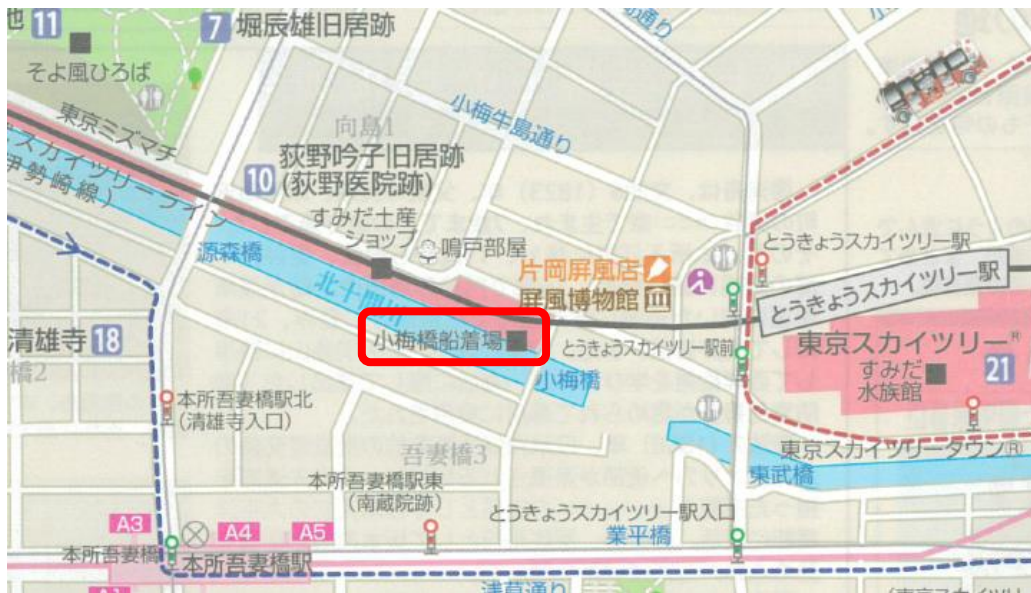 池 11
7 堀辰雄旧居跡
そよ風ひろば
東京ミズマチ
スカイツリーライン
伊勢崎線)
向島1
小梅牛島通り
10 荻野吟子旧居跡
(荻野医院跡)
すみだ土産
ショップ
鳴戸部屋
源森橋
北十間川
片岡屏風店
屏風博物館
とうきょうスカイツリー駅
とうきょうスカイツリー駅
小梅橋船着場
とうきょうスカイツリー駅前
小梅橋
東京スカイツリー®
すみだ
水族館
21
清雄寺 18
橋2
本所吾妻橋駅北
(清雄寺入口)
吾妻橋3
本所吾妻橋駅東
(南蔵院跡)
東京スカイツリータウン®
東武橋
とうきょうスカイツリー駅入口
業平橋
A3
A4
A5
本所吾妻橋
本所吾妻橋駅
浅草通り